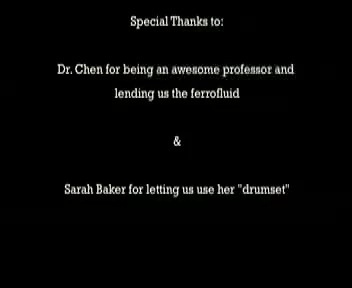 Special Thanks to:
Dr. Chen for being an awesome professor and
lending us the ferrofluid
&
Sarah Baker for letting us use her "drumset"